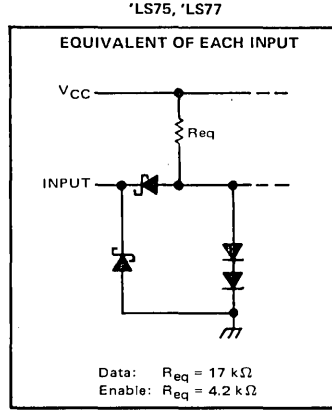 'LS75, 'LS77
EQUIVALENT OF EACH INPUT
VCC
Req
INPUT
Data: Req = 17 kΩ
Enable: Req = 4.2 kΩ